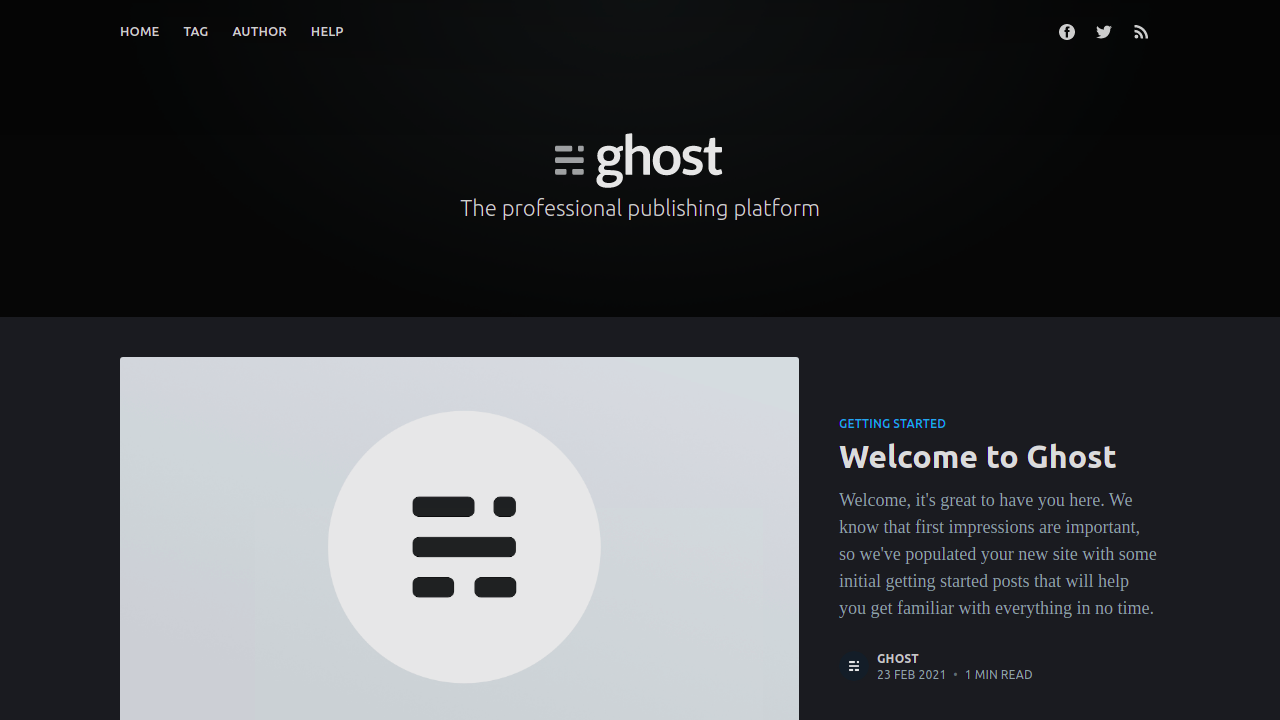 HOME TAG AUTHOR HELP
ghost
The professional publishing platform
GETTING STARTED
Welcome to Ghost
Welcome, it's great to have you here. We
know that first impressions are important,
so we've populated your new site with some
initial getting started posts that will help
you get familiar with everything in no time.
GHOST
23 FEB 2021 • 1 MIN READ